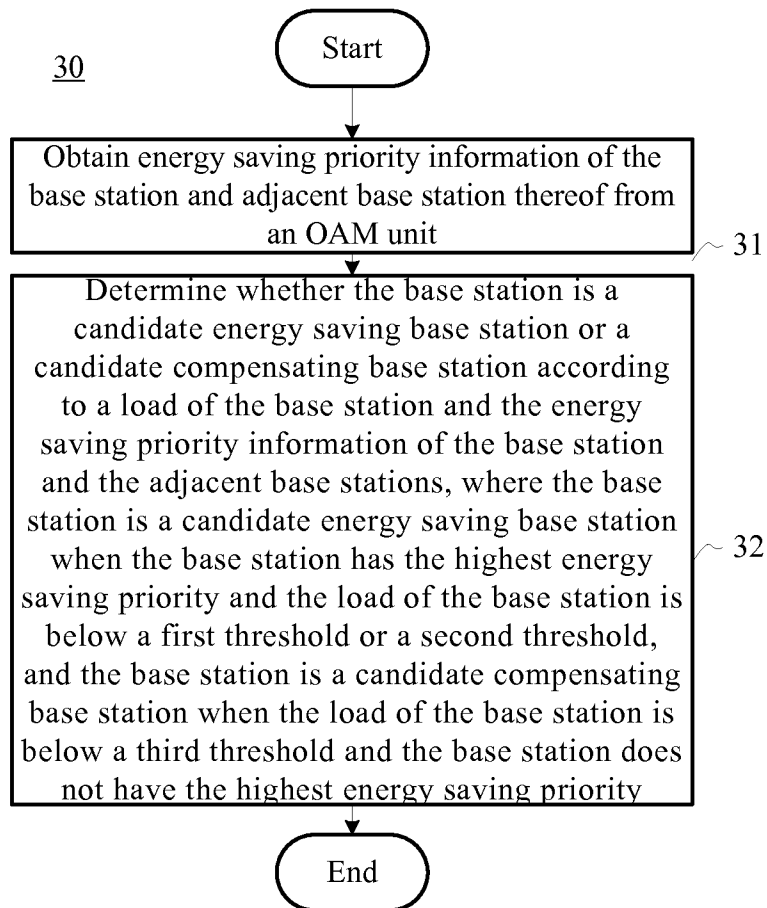 Start
30
Obtain energy saving priority information of the
base station and adjacent base station thereof from
an OAM unit
31
Determine whether the base station is a
candidate energy saving base station or a
candidate compensating base station according
to a load of the base station and the energy
saving priority information of the base station
and the adjacent base stations, where the base
station is a candidate energy saving base station
when the base station has the highest energy
saving priority and the load of the base station is
below a first threshold or a second threshold,
and the base station is a candidate compensating
base station when the load of the base station is
below a third threshold and the base station does
not have the highest energy saving priority
32
End